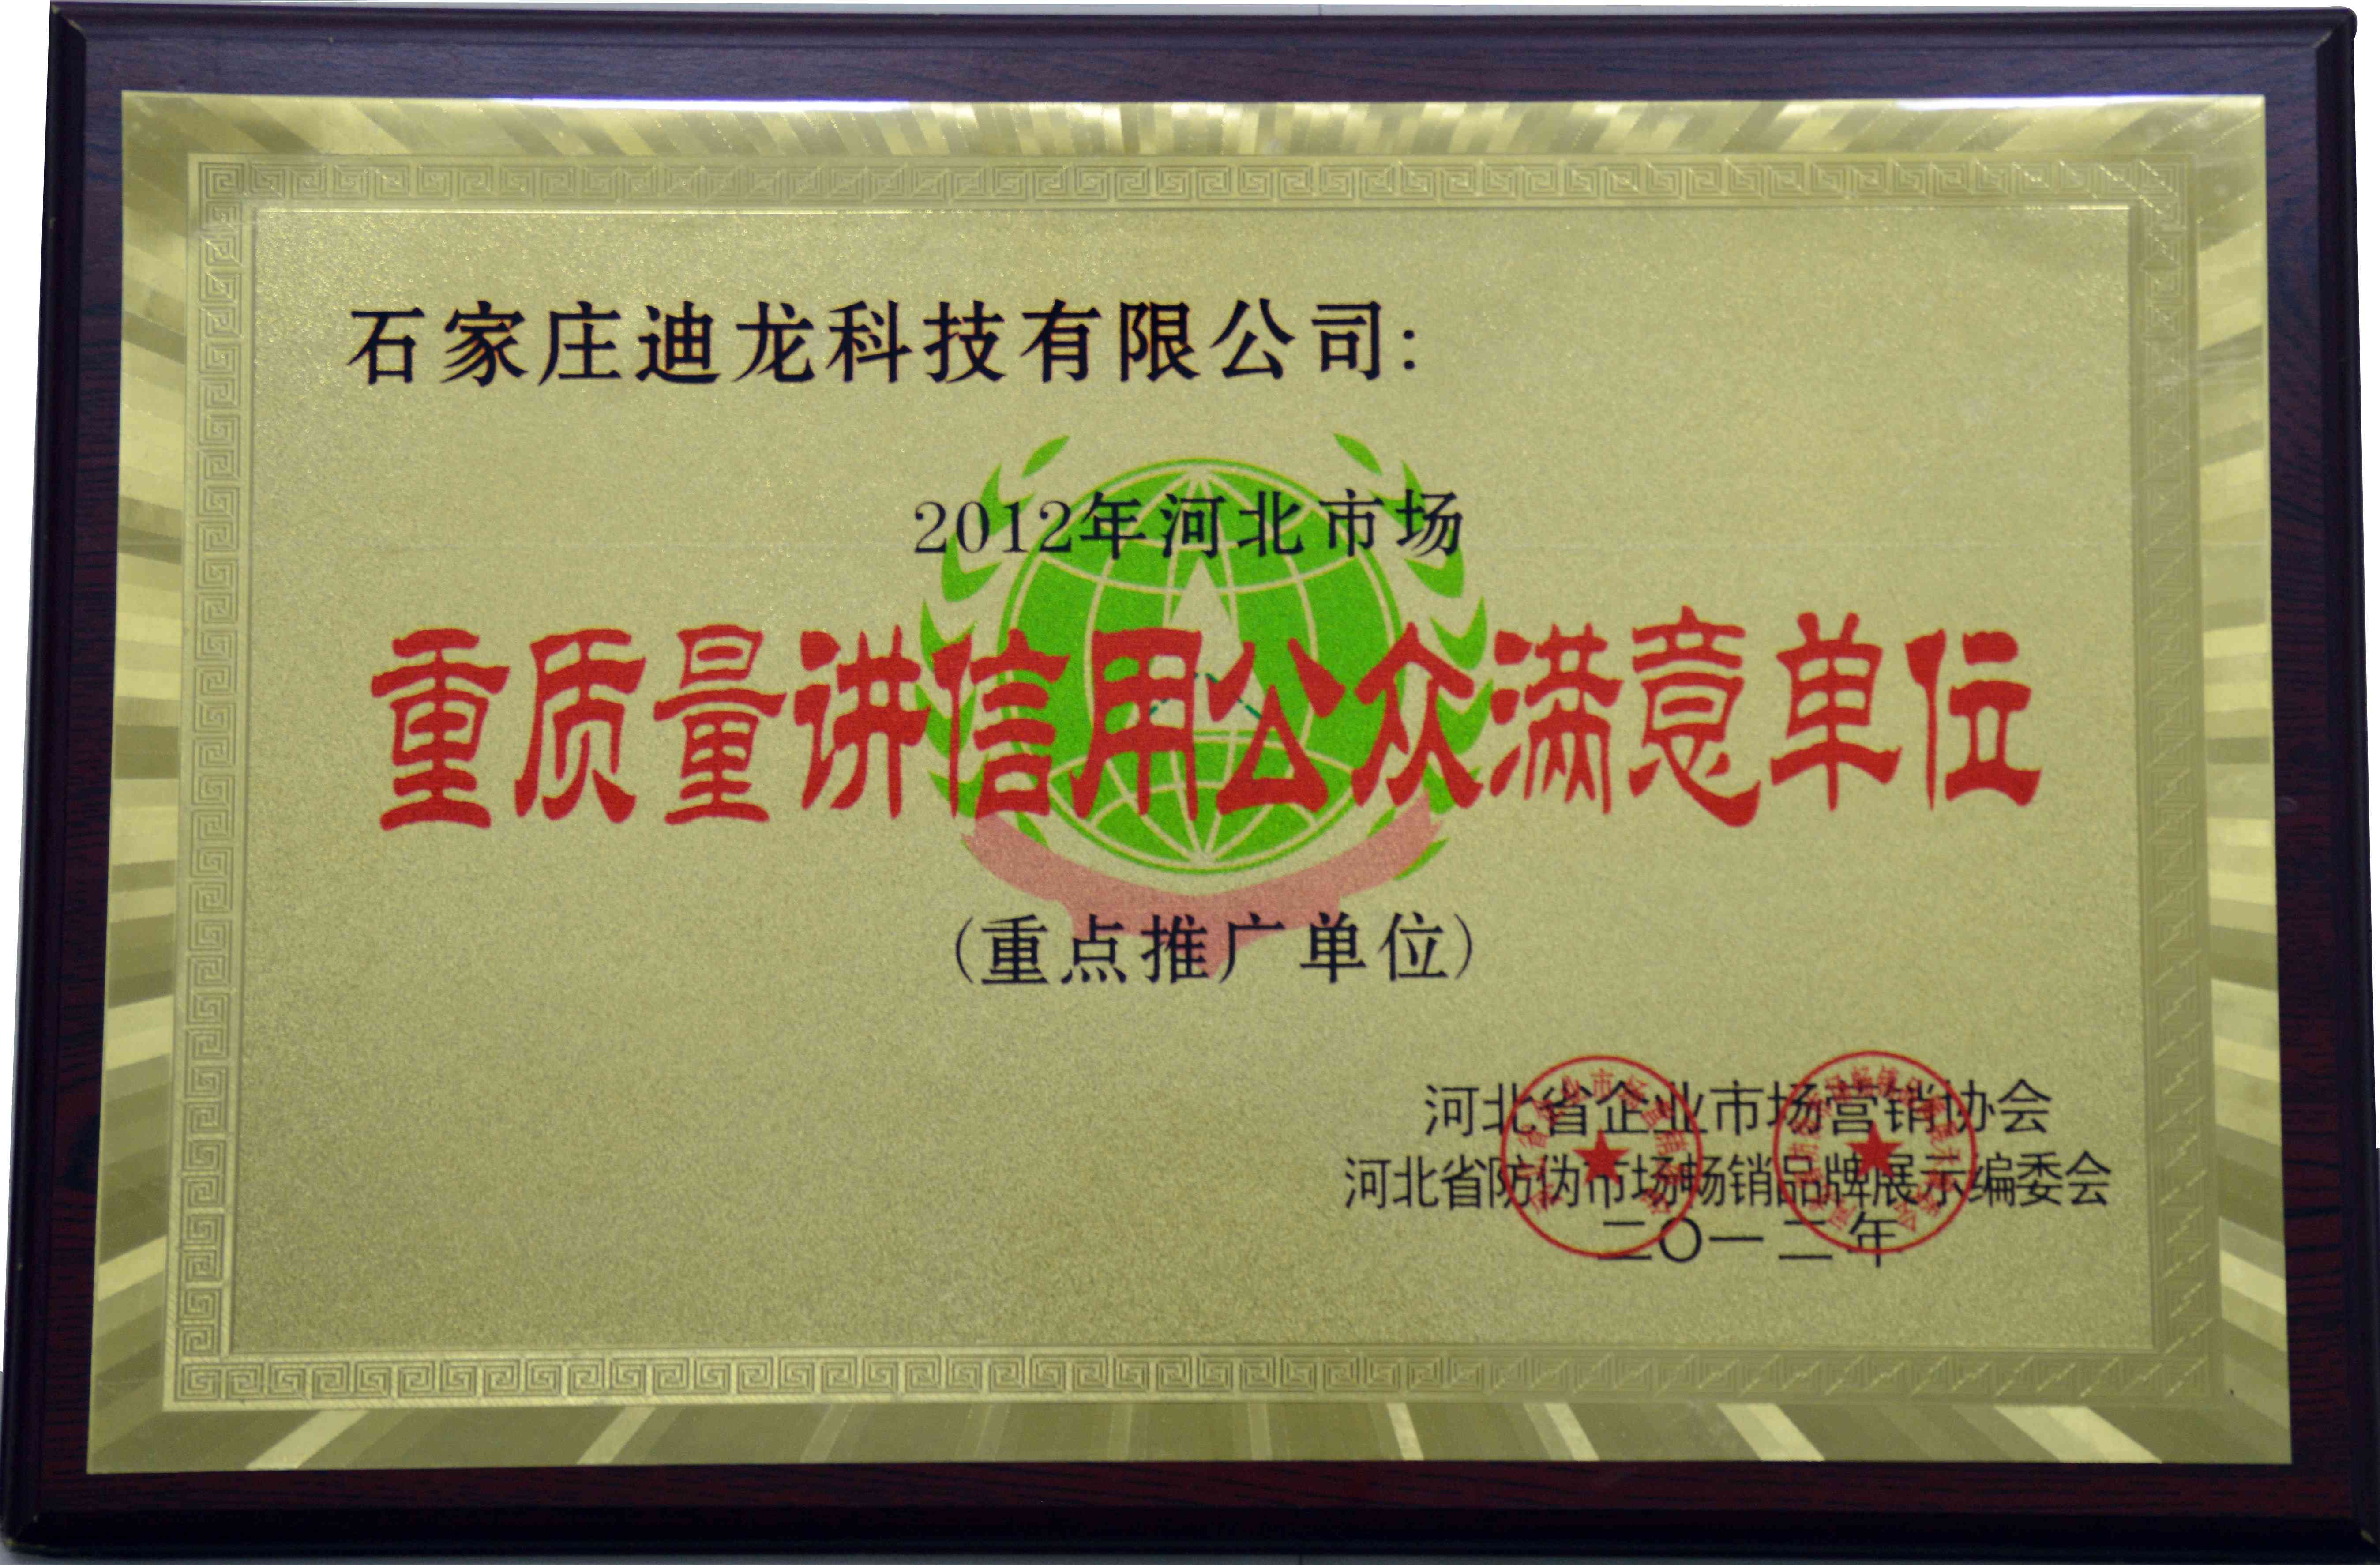 石家庄迪龙科技有限公司:
2012年河北市场
重质量讲信用公众满意单位
(重点推广单位)
河北省企业市场营销协会
河北省防伪市场畅销品牌展示编委会
二〇一二年